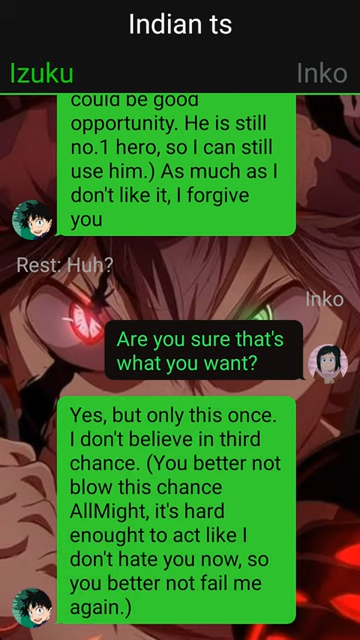 Indian ts
Izuku
Inko
could be good
opportunity. He is still
no.1 hero, so I can still
use him.) As much as I
don't like it, I forgive
you
Rest: Huh?
Inko
Are you sure that's
what you want?
Yes, but only this once.
I don't believe in third
chance. (You better not
blow this chance
AllMight, it's hard
enought to act like I
don't hate you now, so
you better not fail me
again.)